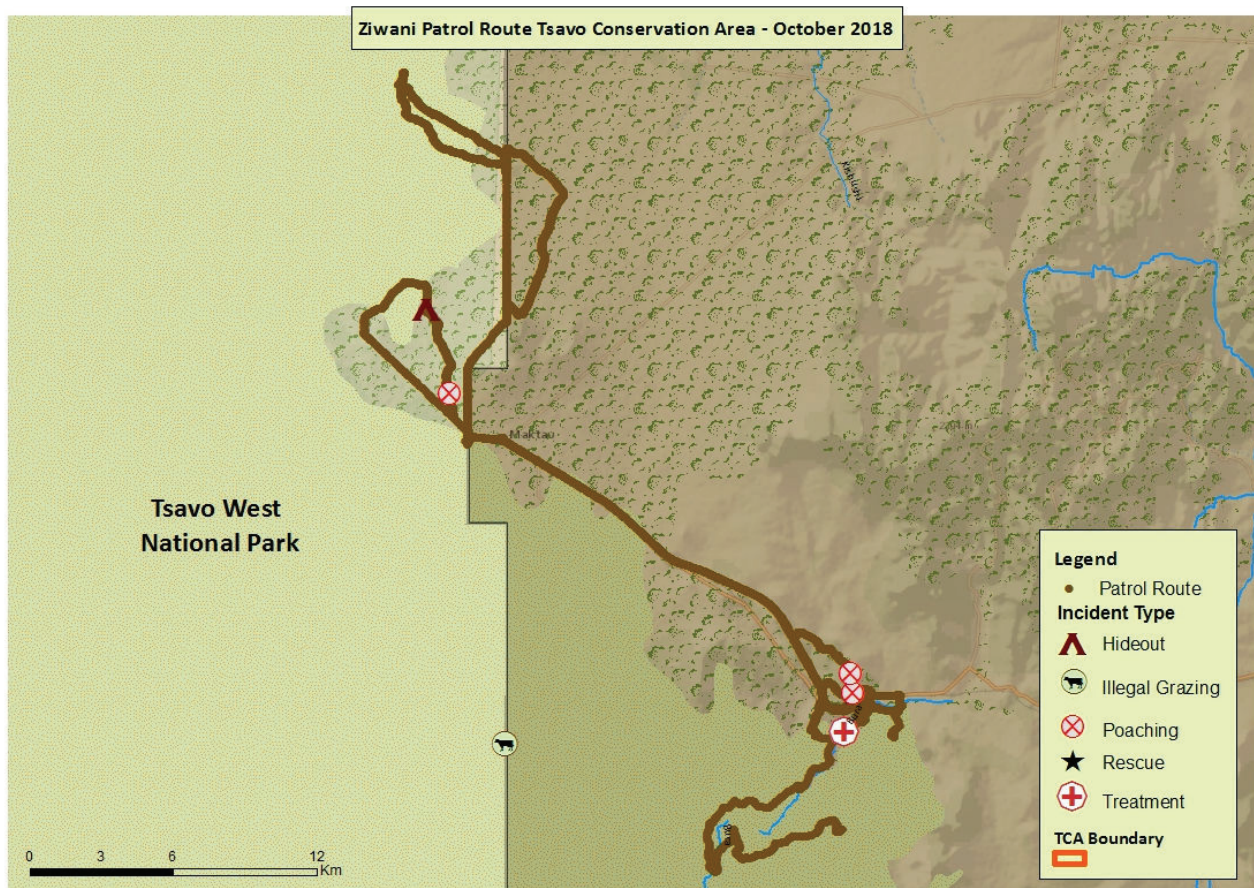 Ziwani Patrol Route Tsavo Conservation Area - October 2018
Maktau
Tsavo West
National Park
Legend
Patrol Route
Incident Type
Hideout
Illegal Grazing
Poaching
Rescue
Treatment
TCA Boundary
0 3 6 12
Km